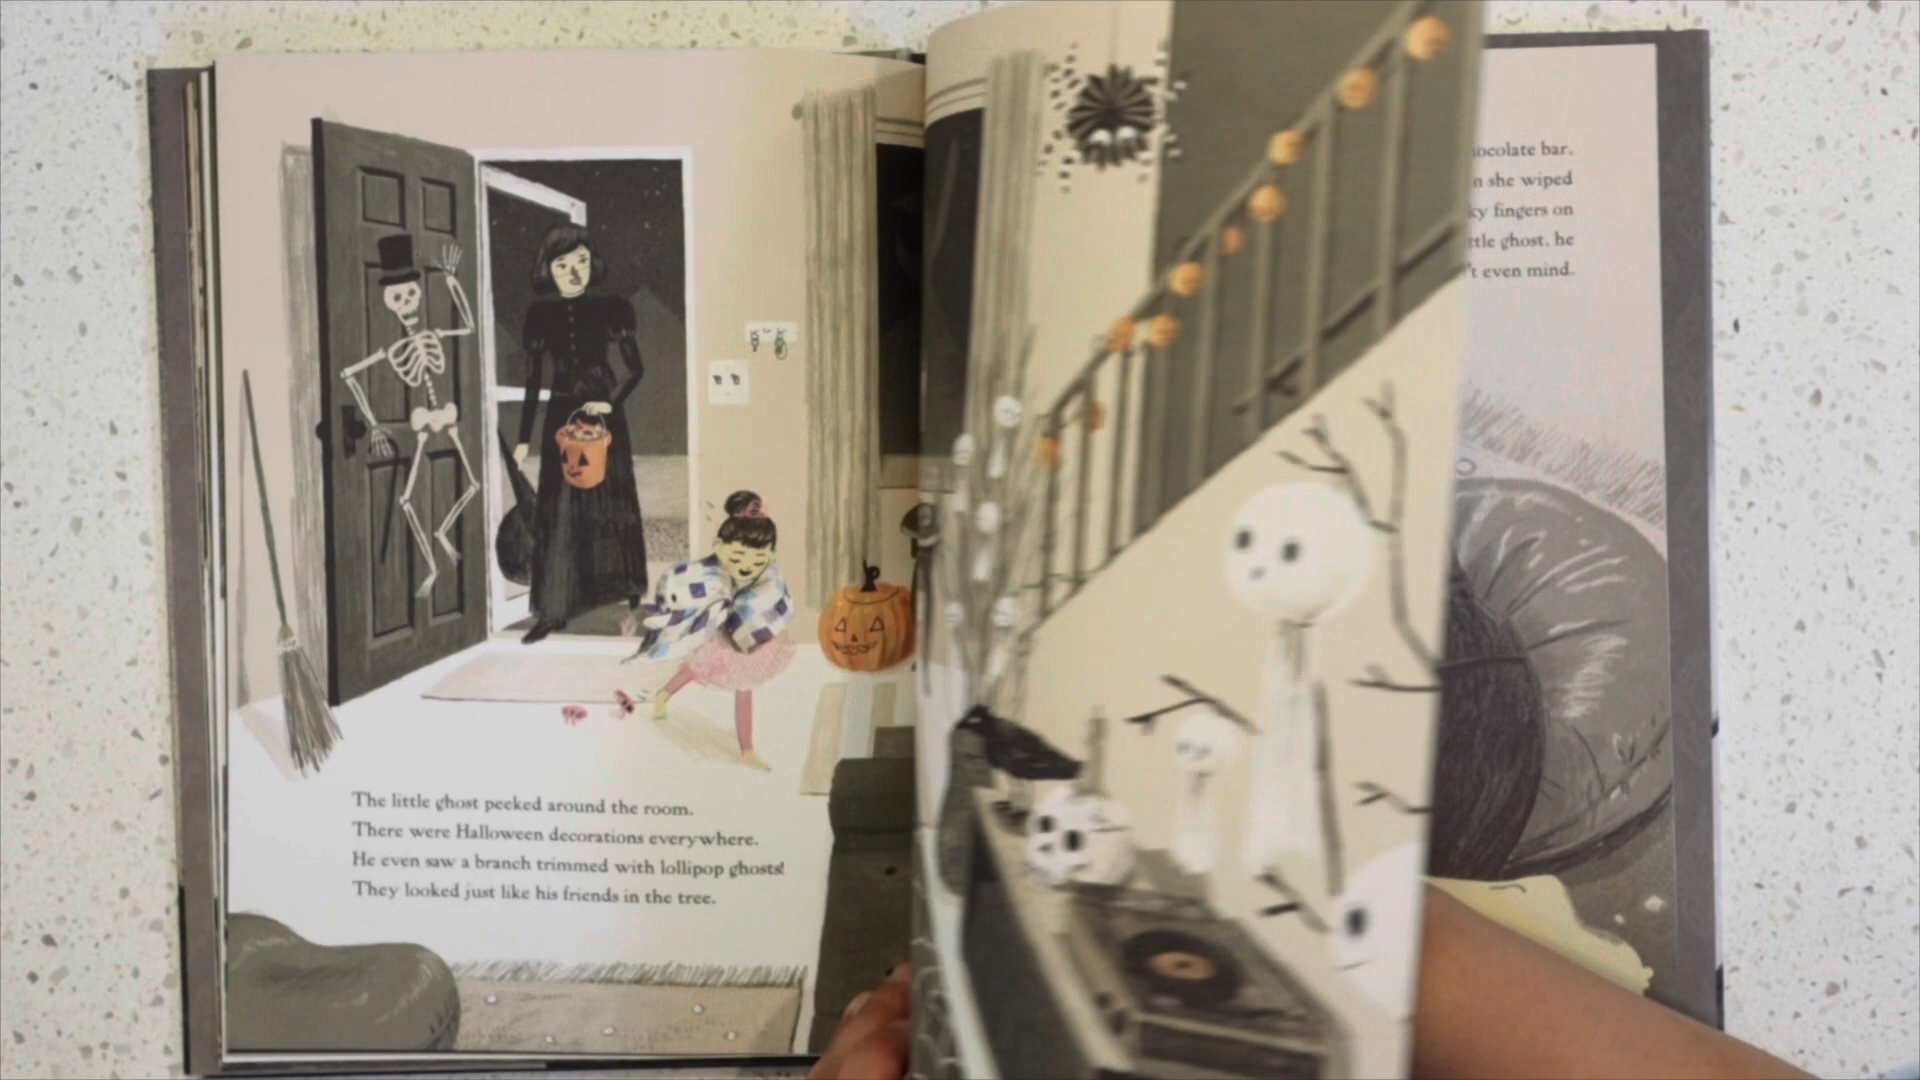 The little ghost peeked around the room.
There were Halloween decorations everywhere.
He even saw a branch trimmed with lollipop ghosts!
They looked just like his friends in the tree.
bar.
she wiped
fingers on
ghost, he
even mind.